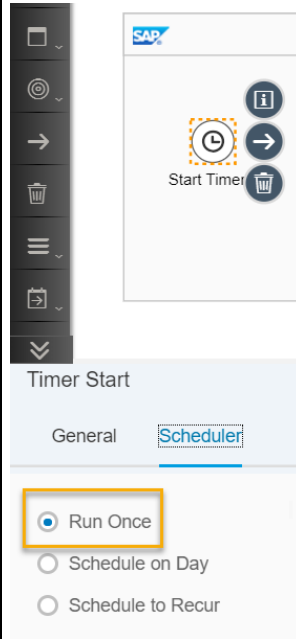 SAP
Start Timer
Timer Start
General Scheduler
Run Once
Schedule on Day
Schedule to Recur